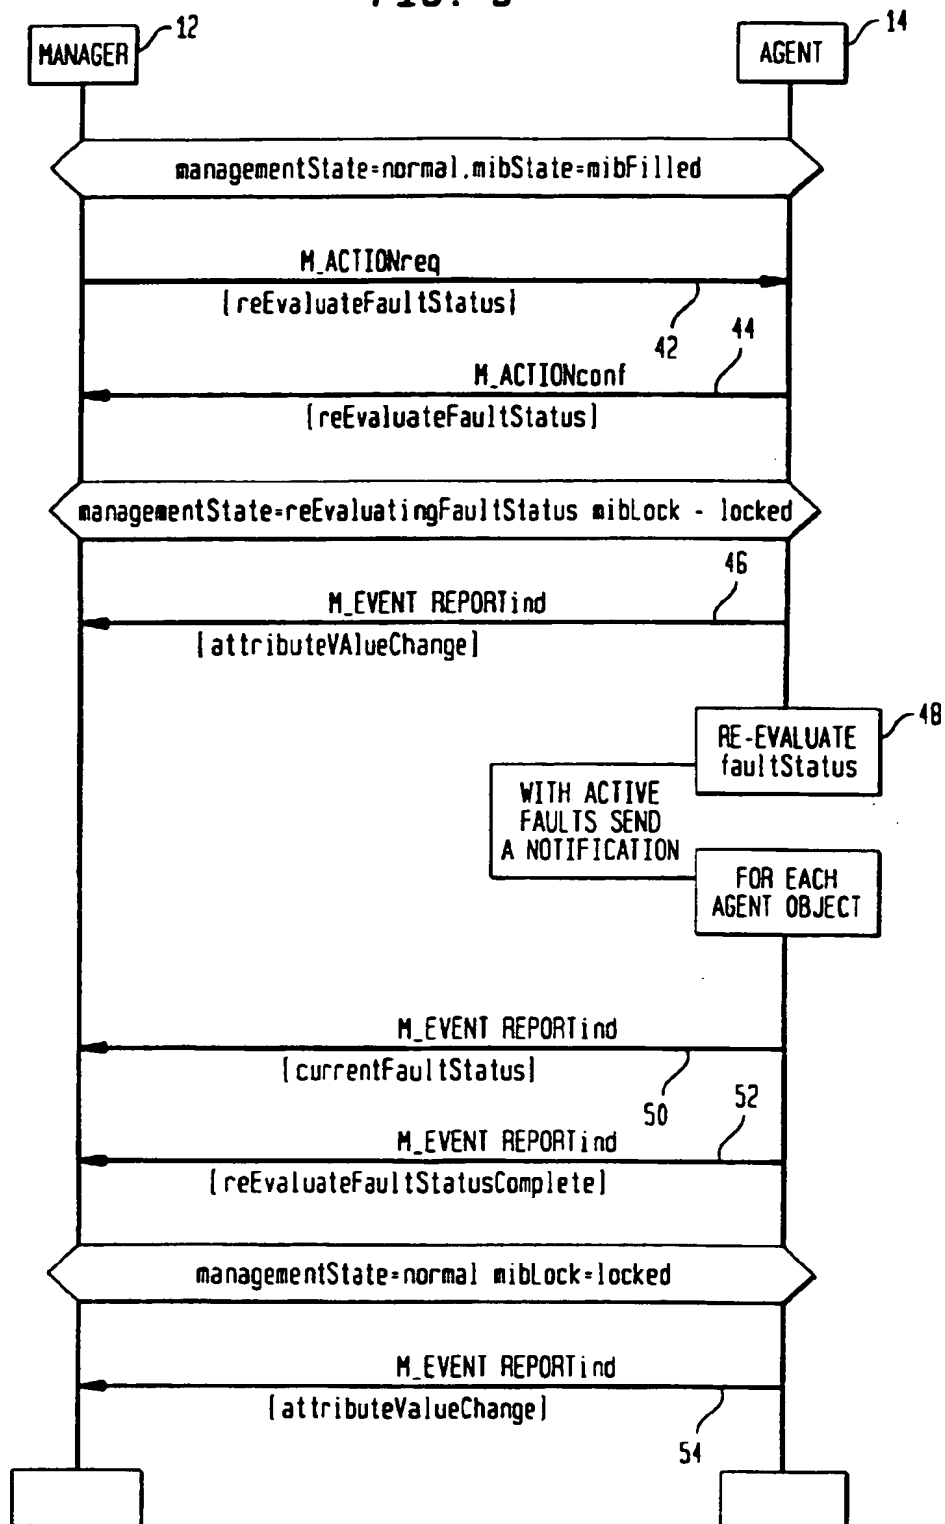 MANAGER
12
AGENT
14
managementState=normal.mibState=mibFilled
M_ACTIONreq
[reEvaluateFaultStatus]
42
44
M_ACTIONconf
[reEvaluateFaultStatus]
managementState=reEvaluatingFaultStatus mibLock - locked
46
M_EVENT REPORTind
[attributeVAlueChange]
48
RE-EVALUATE
faultStatus
WITH ACTIVE
FAULTS SEND
A NOTIFICATION
FOR EACH
AGENT OBJECT
M_EVENT REPORTind
[currentFaultStatus]
50
52
M_EVENT REPORTind
[reEvaluateFaultStatusComplete]
managementState=normal mibLock=locked
M_EVENT REPORTind
[attributeValueChange]
54